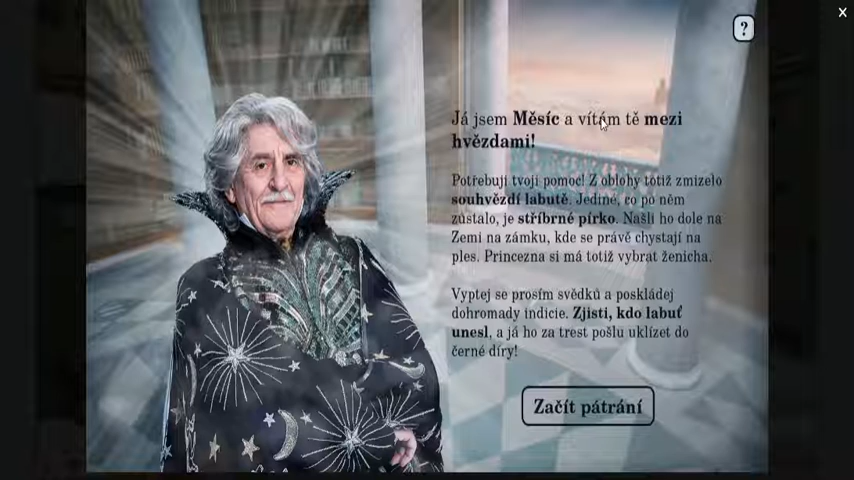 ?
x
Já jsem Měsíc a vítám tě mezi
hvězdami!
Potřebuji tvoji pomoc! Z oblohy totiž zmizelo
souhvězdí labutě. Jediné, co po něm
zůstalo, je stříbrné pírko. Našli ho dole na
Zemi na zámku, kde se právě chystají na
ples. Princezna si má totiž vybrat ženicha.
Vyptej se prosím svědků a poskládej
dohromady indicie. Zjisti, kdo labuť
unesl, a já ho za trest pošlu uklízet do
černé díry!
Začít pátrání